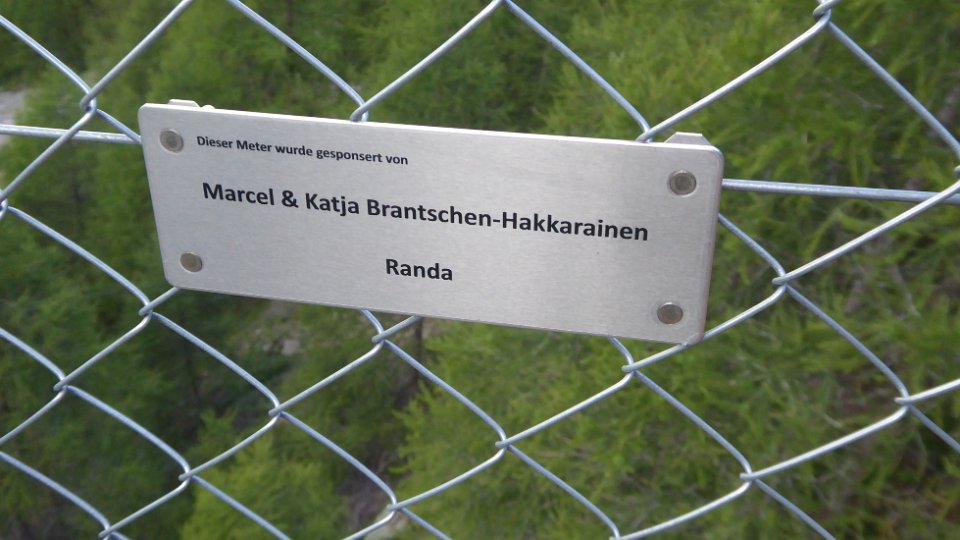 Dieser Meter wurde gesponsert von
Marcel & Katja Brantschen-Hakkarainen
Randa